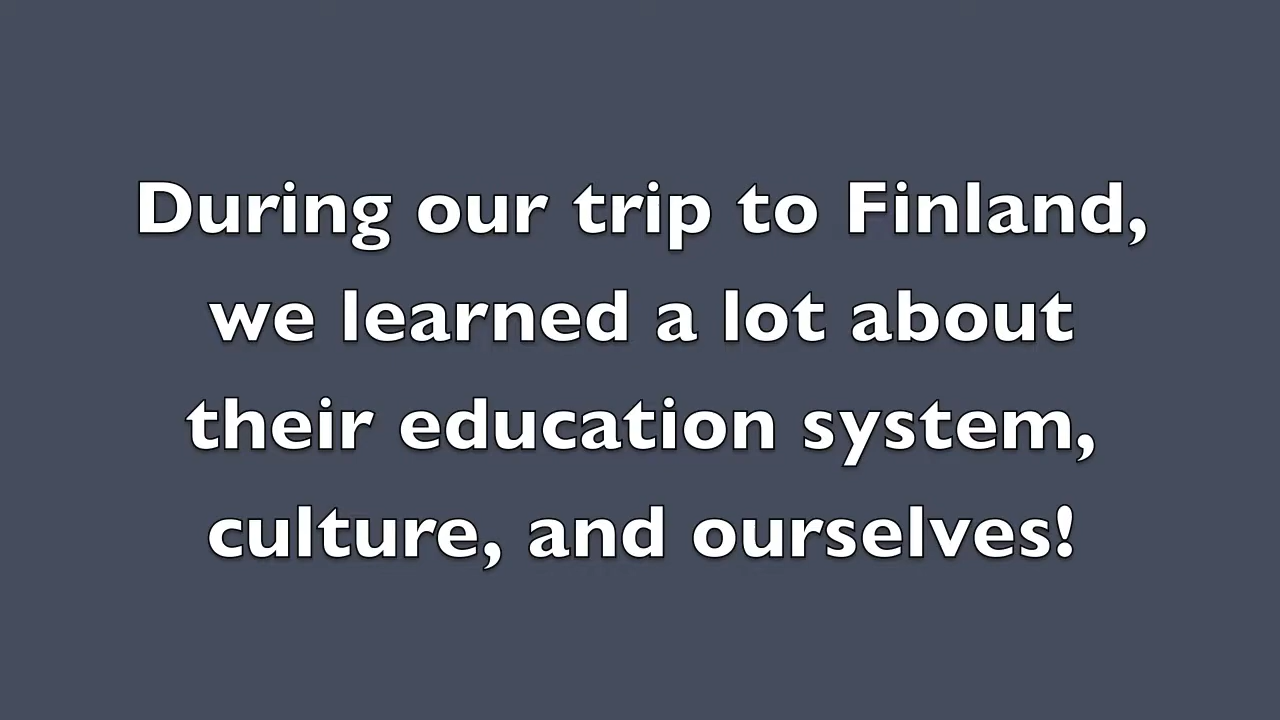 During our trip to Finland,
we learned a lot about
their education system,
culture, and ourselves!